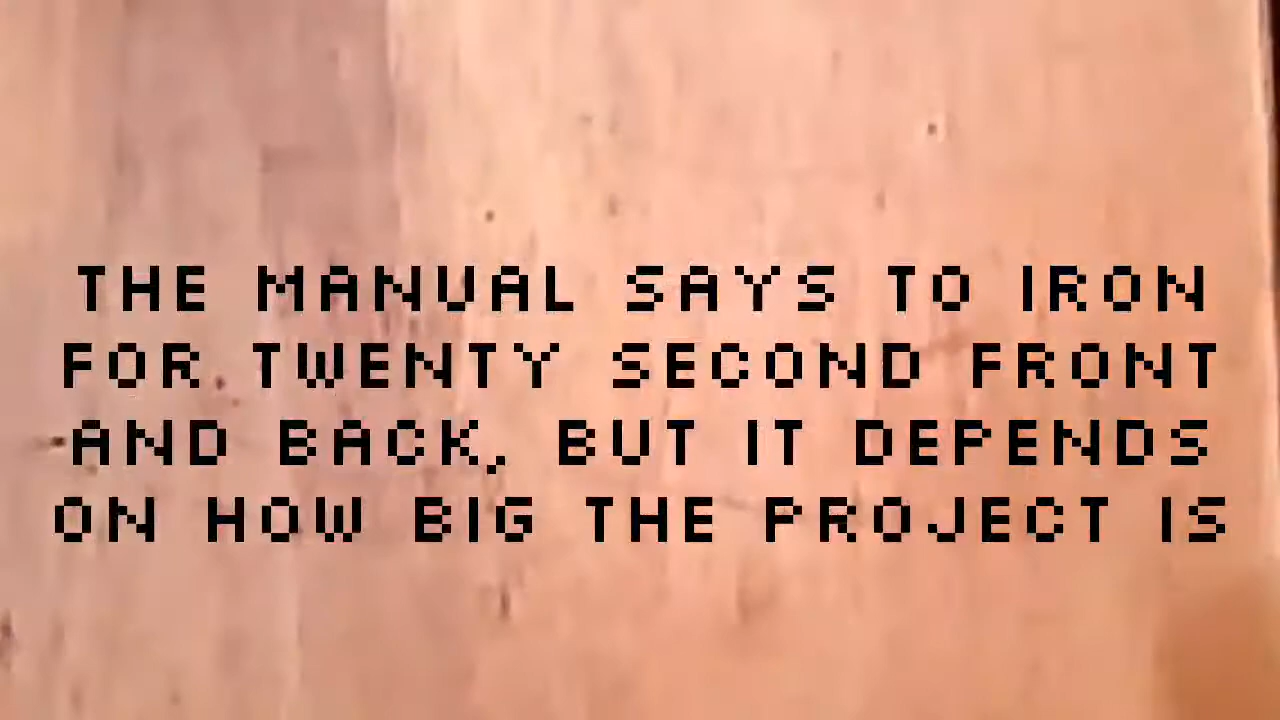 THE MANUAL SAYS TO IRON
FOR TWENTY SECOND FRONT
AND BACK, BUT IT DEPENDS
ON HOW BIG THE PROJECT IS